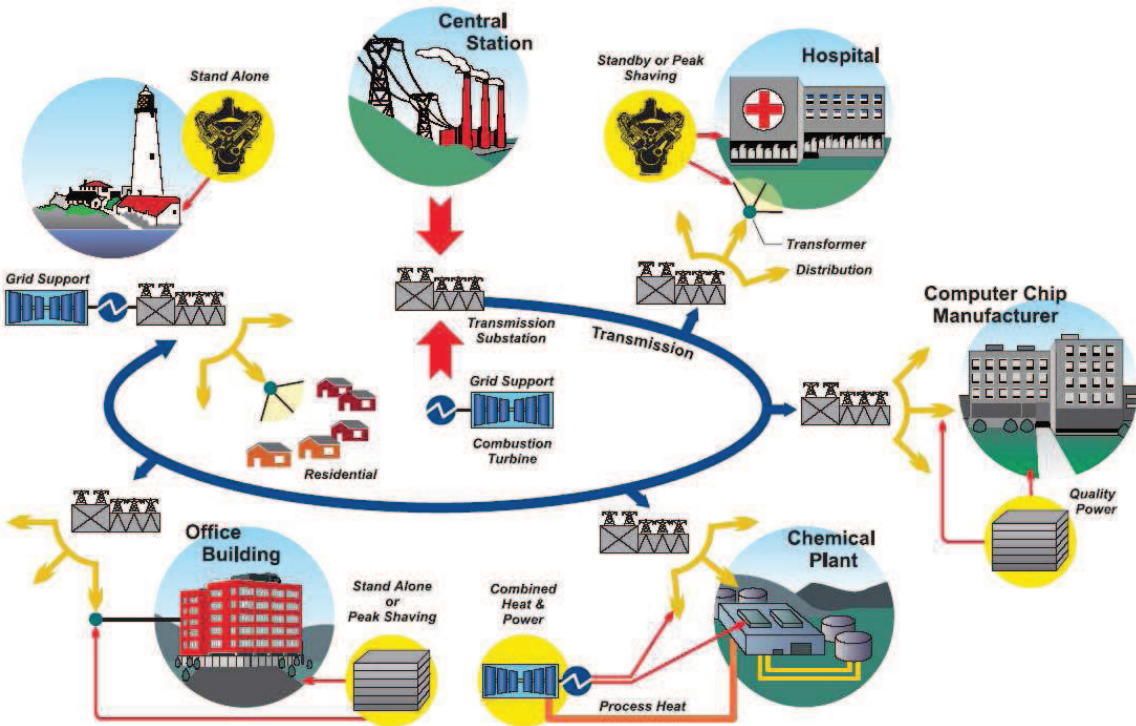 Central
Station
Stand Alone
Standby or Peak
Shaving
Hospital
Transformer
Distribution
Grid Support
Transmission
Substation
Transmission
Computer Chip
Manufacturer
Grid Support
Combustion
Turbine
Residential
Quality
Power
Office
Building
Stand Alone
or
Peak Shaving
Combined
Heat &
Power
Chemical
Plant
Process Heat